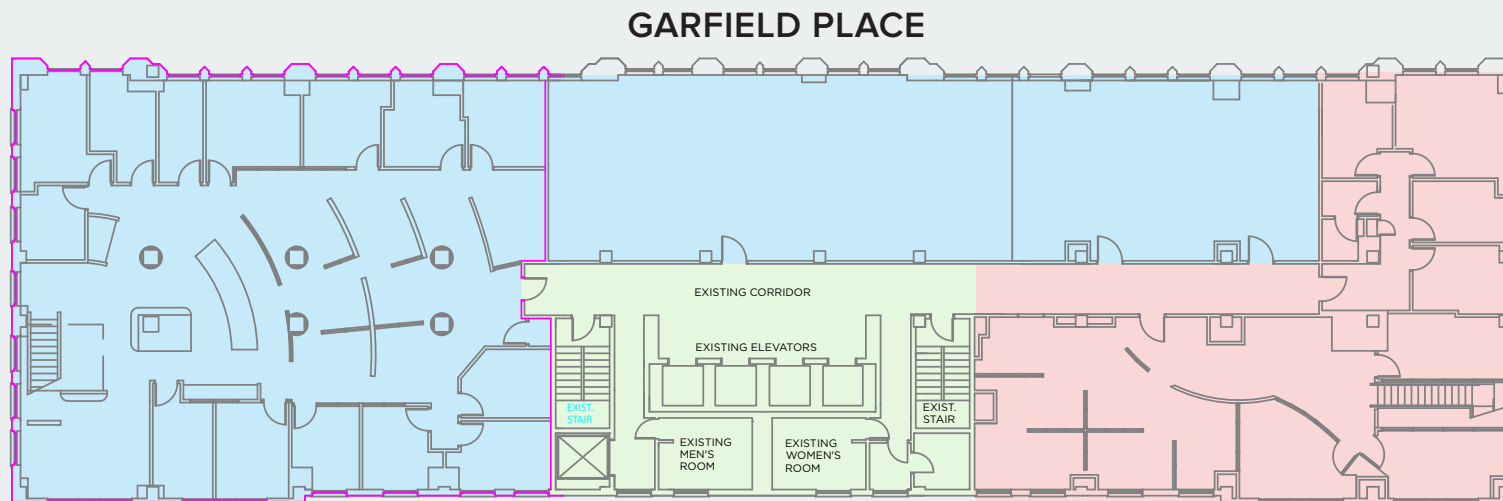 GARFIELD PLACE
EXISTING CORRIDOR
EXISTING ELEVATORS
EXIST.
STAIR
EXIST.
STAIR
EXISTING
MEN'S
ROOM
EXISTING
WOMEN'S
ROOM